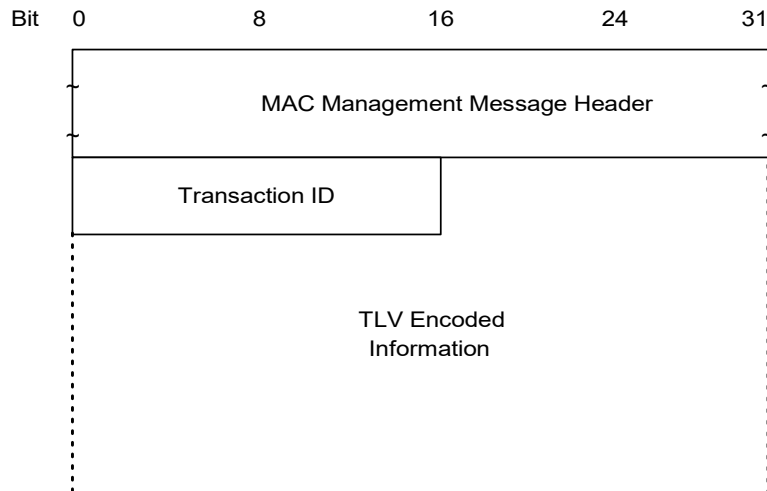 Bit 0 8 16 24 31
MAC Management Message Header
Transaction ID
TLV Encoded
Information